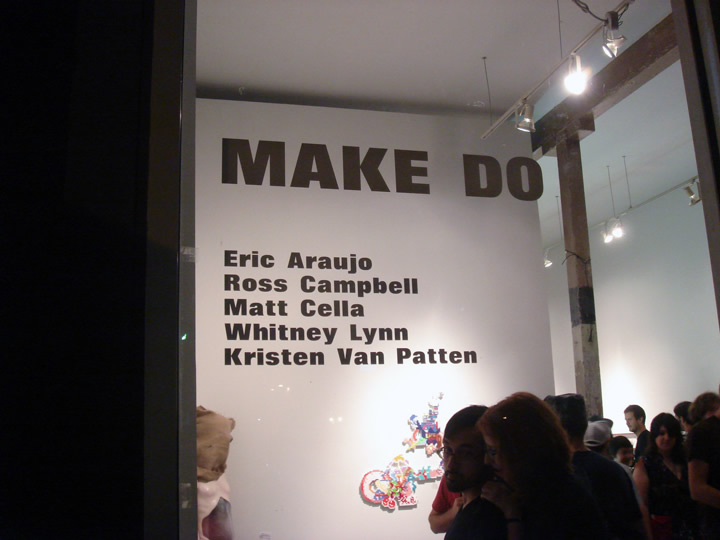 MAKE DO
Eric Araujo
Ross Campbell
Matt Cella
Whitney Lynn
Kristen Van Patten